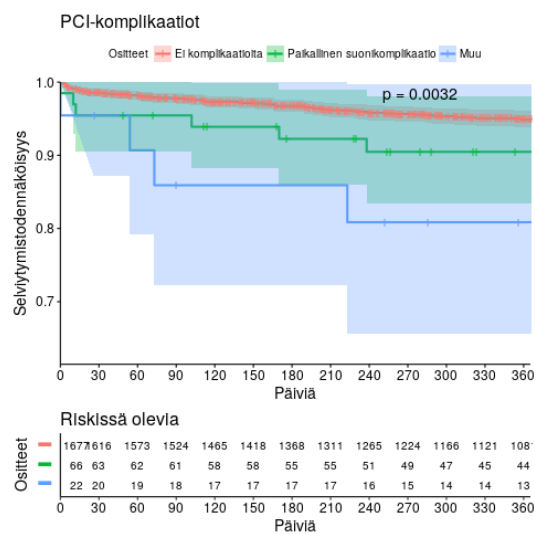 PCI-komplikaatiot
Ositteet Ei komplikaatioita Paikallinen suonikomplikaatio Muu
p = 0.0032
1.0
0.9
0.8
0.7
Selviytymistodennäköisyys
0 30 60 90 120 150 180 210 240 270 300 330 360
Päiviä
Riskissä olevia
Ositteet
1677 1616 1573 1524 1465 1418 1368 1311 1265 1224 1166 1121 108
66 63 62 61 58 58 55 55 51 49 47 45 44
22 20 19 18 17 17 17 17 16 15 14 14 13
0 30 60 90 120 150 180 210 240 270 300 330 360
Päiviä